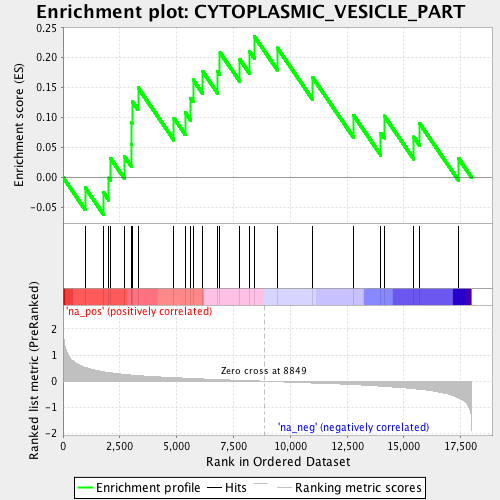 Enrichment plot: CYTOPLASMIC_VESICLE_PART
Enrichment score (ES)
0.25
0.20
0.15
0.10
0.05
0.00
-0.05
'na_pos' (positively correlated)
Ranked list metric (PreRanked)
2
1
0
-1
-2
Zero cross at 8849
'na_neg' (negatively correlated)
0
2,500
5,000
7,500
10,000
12,500
15,000
17,500
Rank in Ordered Dataset
Enrichment profile
Hits
Ranking metric scores